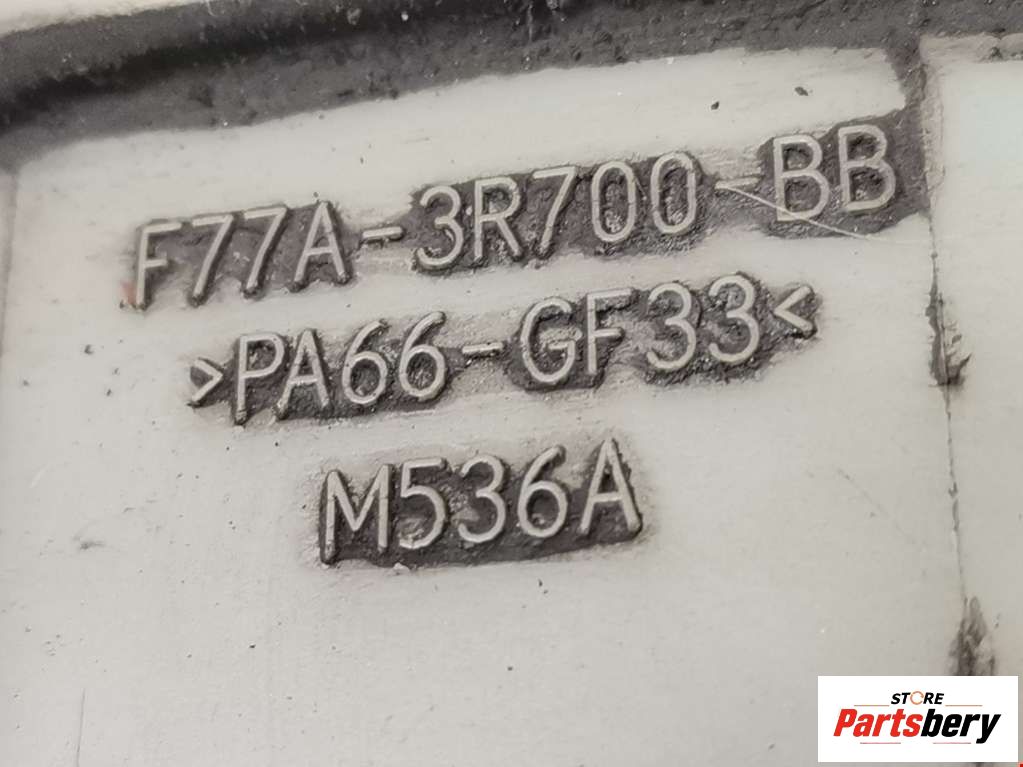 F77A-3R700-BB
>PA66-GF33<
M536A
STORE
Partsbery